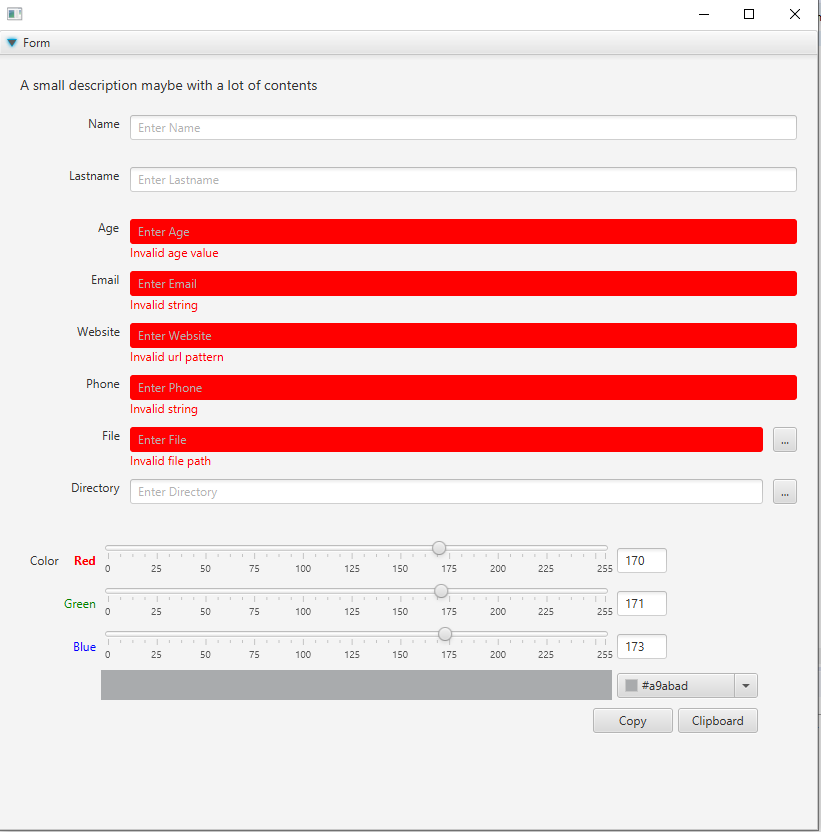 Form
A small description maybe with a lot of contents
Name Enter Name
Lastname Enter Lastname
Age Enter Age
Invalid age value
Email Enter Email
Invalid string
Website Enter Website
Invalid url pattern
Phone Enter Phone
Invalid string
File Enter File ...
Invalid file path
Directory Enter Directory ...
Color Red 170
0 25 50 75 100 125 150 175 200 225 255
Green 171
0 25 50 75 100 125 150 175 200 225 255
Blue 173
0 25 50 75 100 125 150 175 200 225 255
#a9abad
Copy Clipboard